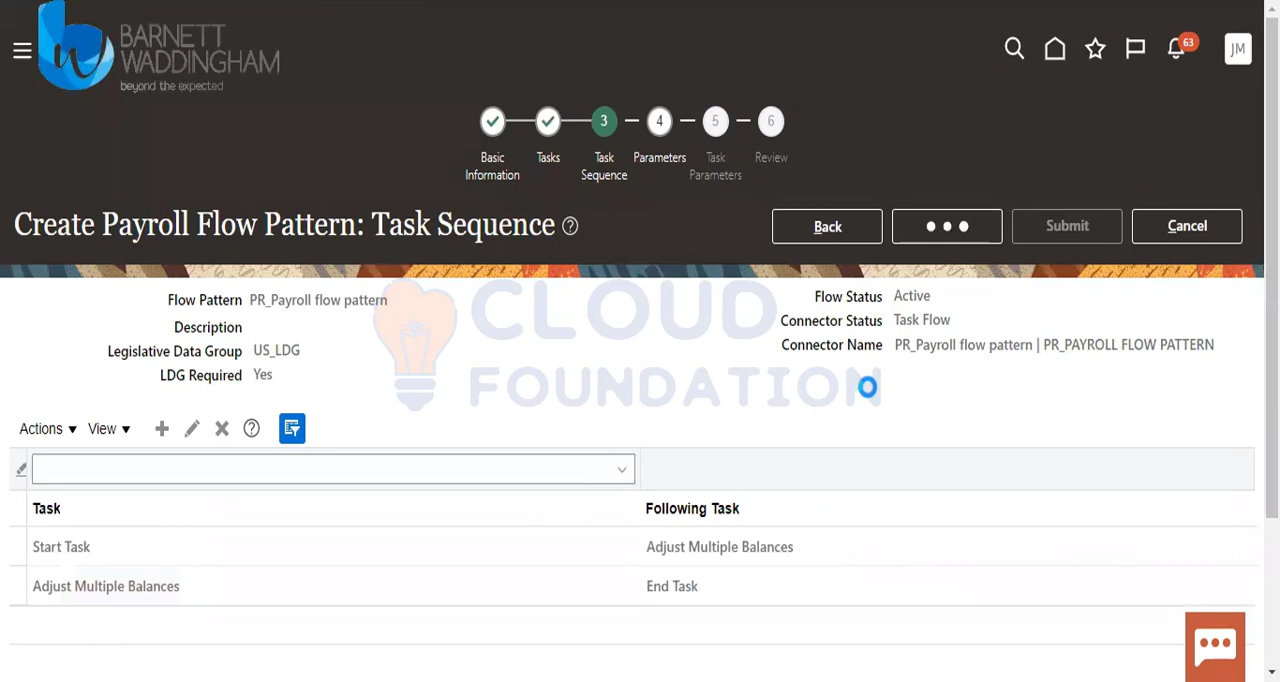 BARNETT
WADDINGHAM
beyond the expected
63
JM
3
4
5
6
Basic
Information
Tasks
Task
Sequence
Parameters
Task
Parameters
Review
Create Payroll Flow Pattern: Task Sequence ?
Back
Submit
Cancel
Flow Pattern PR_Payroll flow pattern
Description
Legislative Data Group US_LDG
LDG Required Yes
Flow Status Active
Connector Status Task Flow
Connector Name PR_Payroll flow pattern | PR_PAYROLL FLOW PATTERN
CLOUD
FOUNDATION
Actions View ?
Task Following Task
Start Task Adjust Multiple Balances
Adjust Multiple Balances End Task